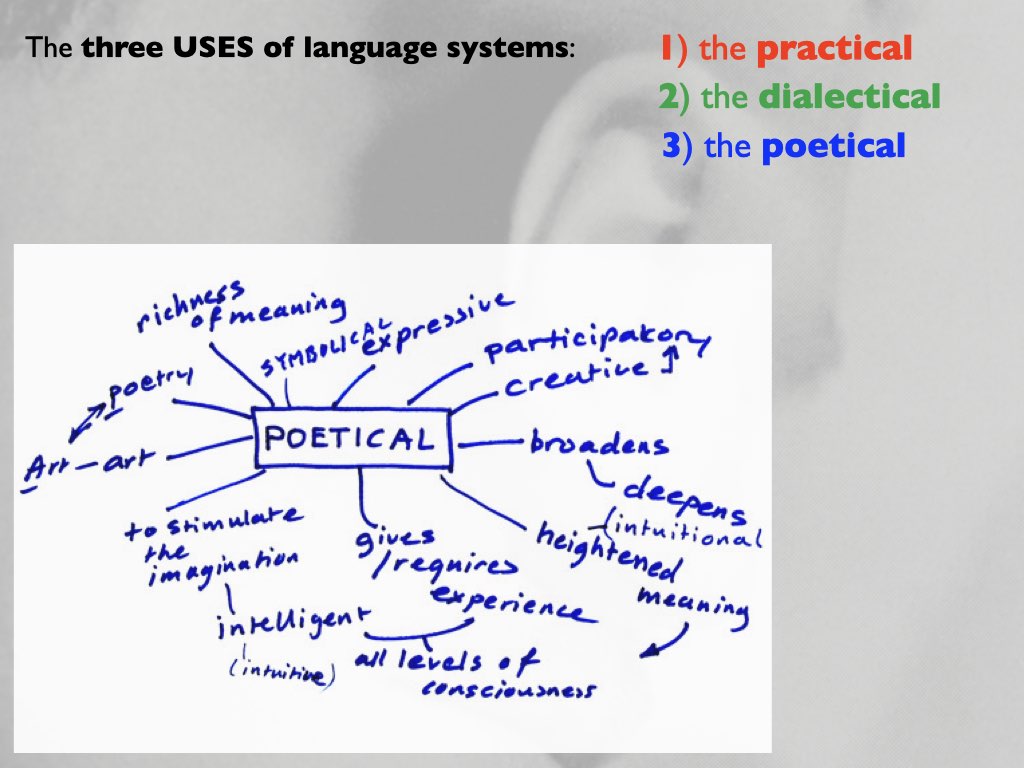 The three USES of language systems:
1) the practical
2) the dialectical
3) the poetical
richness
of meaning
SYMBOLICAL
expressive
participatory
creative
poetry
POETICAL
Art – art
broadens
deepens
(intuitional
to stimulate
the
imagination
gives
/requires
experience
heightened
meaning
intelligent
(intuitive)
all levels of
consciousness